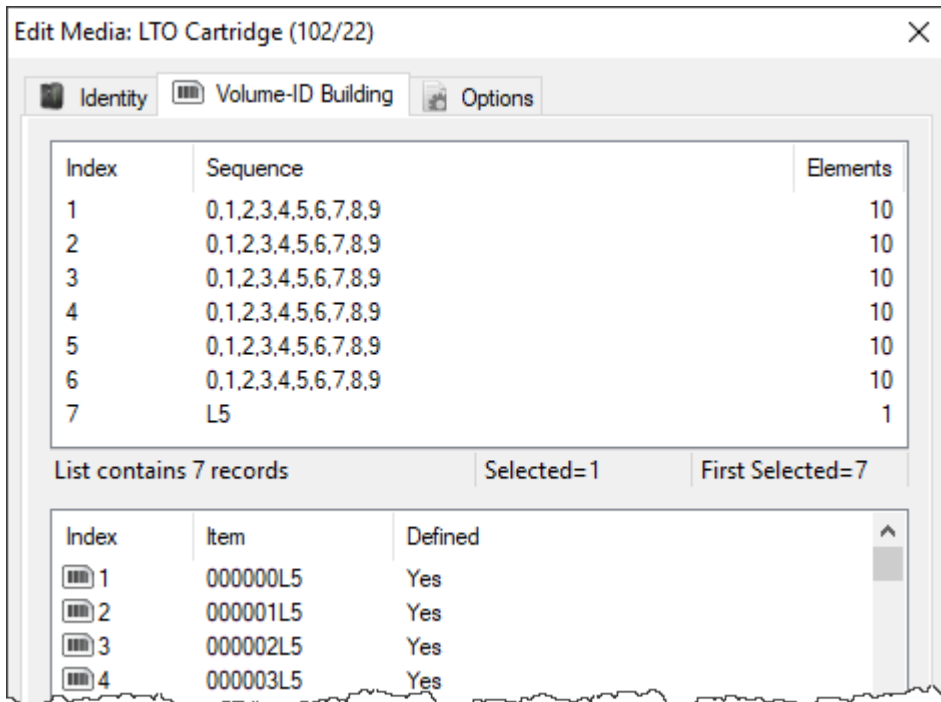 Edit Media: LTO Cartridge (102/22)
Identity Volume-ID Building Options
Index Sequence Elements
1 0,1,2,3,4,5,6,7,8,9 10
2 0,1,2,3,4,5,6,7,8,9 10
3 0,1,2,3,4,5,6,7,8,9 10
4 0,1,2,3,4,5,6,7,8,9 10
5 0,1,2,3,4,5,6,7,8,9 10
6 0,1,2,3,4,5,6,7,8,9 10
7 L5 1
List contains 7 records Selected=1 First Selected=7
Index Item Defined
1 000000L5 Yes
2 000001L5 Yes
3 000002L5 Yes
4 000003L5 Yes